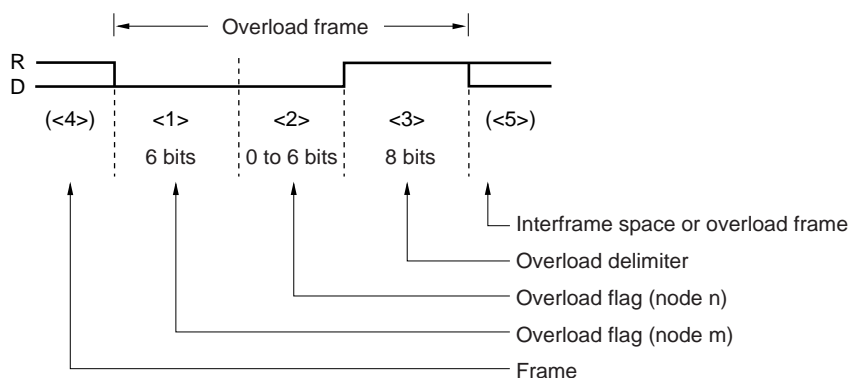 Overload frame
R
D
(<4>) <1> <2> <3> (<5>)
6 bits 0 to 6 bits 8 bits
Interframe space or overload frame
Overload delimiter
Overload flag (node n)
Overload flag (node m)
Frame